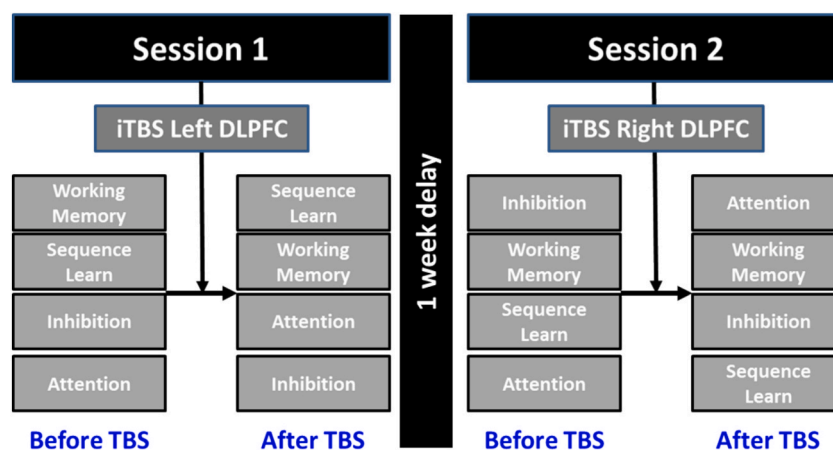 Session 1
iTBS Left DLPFC
Working
Memory
Sequence
Learn
Inhibition
Attention
Before TBS
Sequence
Learn
Working
Memory
Attention
Inhibition
After TBS
1 week delay
Session 2
iTBS Right DLPFC
Inhibition
Working
Memory
Sequence
Learn
Attention
Before TBS
Attention
Working
Memory
Inhibition
Sequence
Learn
After TBS